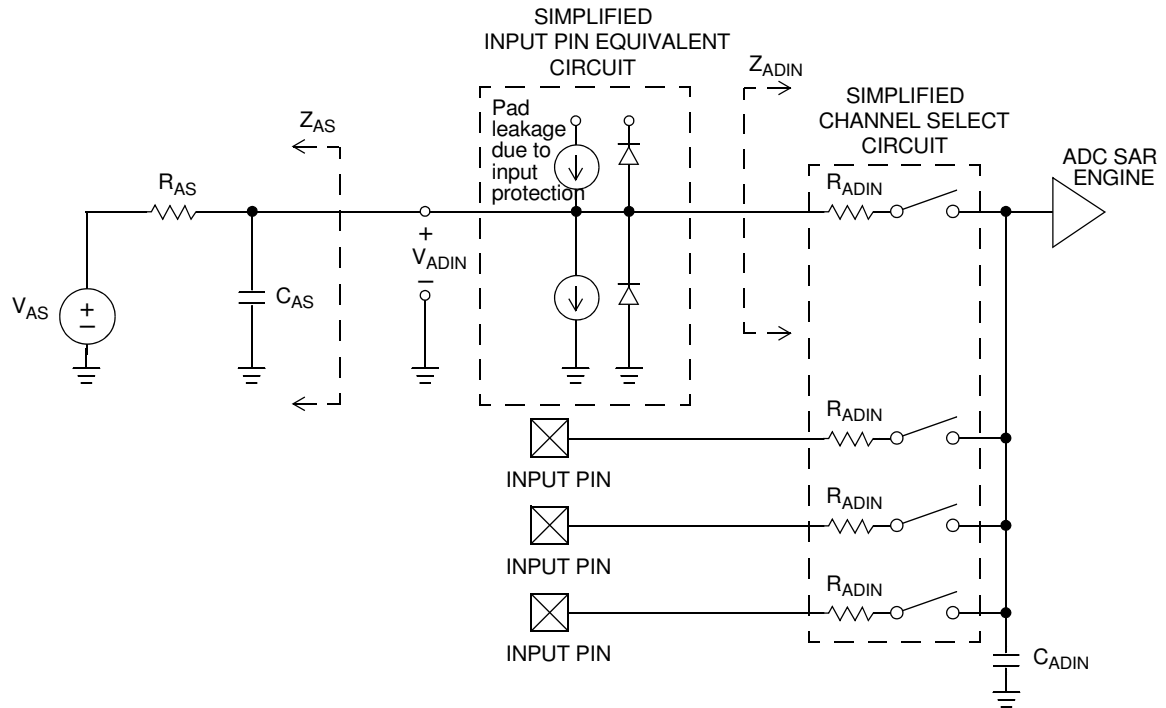 SIMPLIFIED
INPUT PIN EQUIVALENT
CIRCUIT
Pad
leakage
due to
input
protection
ZAS
RAS
VAS
+
−
CAS
+
VADIN
−
ZADIN
SIMPLIFIED
CHANNEL SELECT
CIRCUIT
RADIN
ADC SAR
ENGINE
RADIN
INPUT PIN
RADIN
INPUT PIN
RADIN
INPUT PIN
CADIN